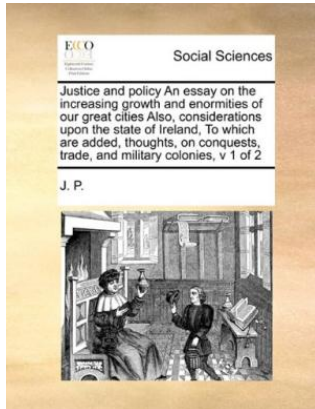 ECCO
Social Sciences
Justice and policy An essay on the
increasing growth and enormities of
our great cities Also, considerations
upon the state of Ireland, To which
are added, thoughts, on conquests,
trade, and military colonies, v 1 of 2
J. P.